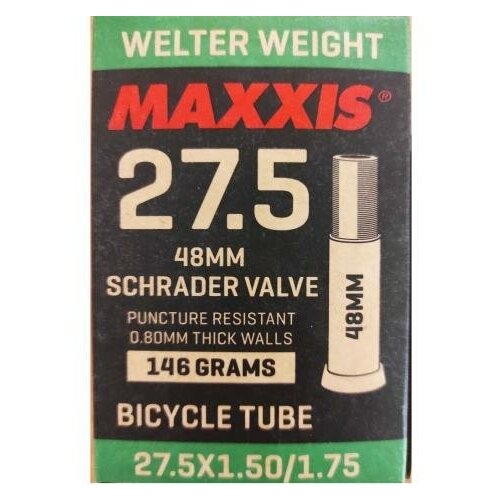 WELTER WEIGHT
MAXXIS®
27.5
48MM
SCHRADER VALVE
PUNCTURE RESISTANT
0.80MM THICK WALLS
146 GRAMS
48MM
BICYCLE TUBE
27.5X1.50/1.75